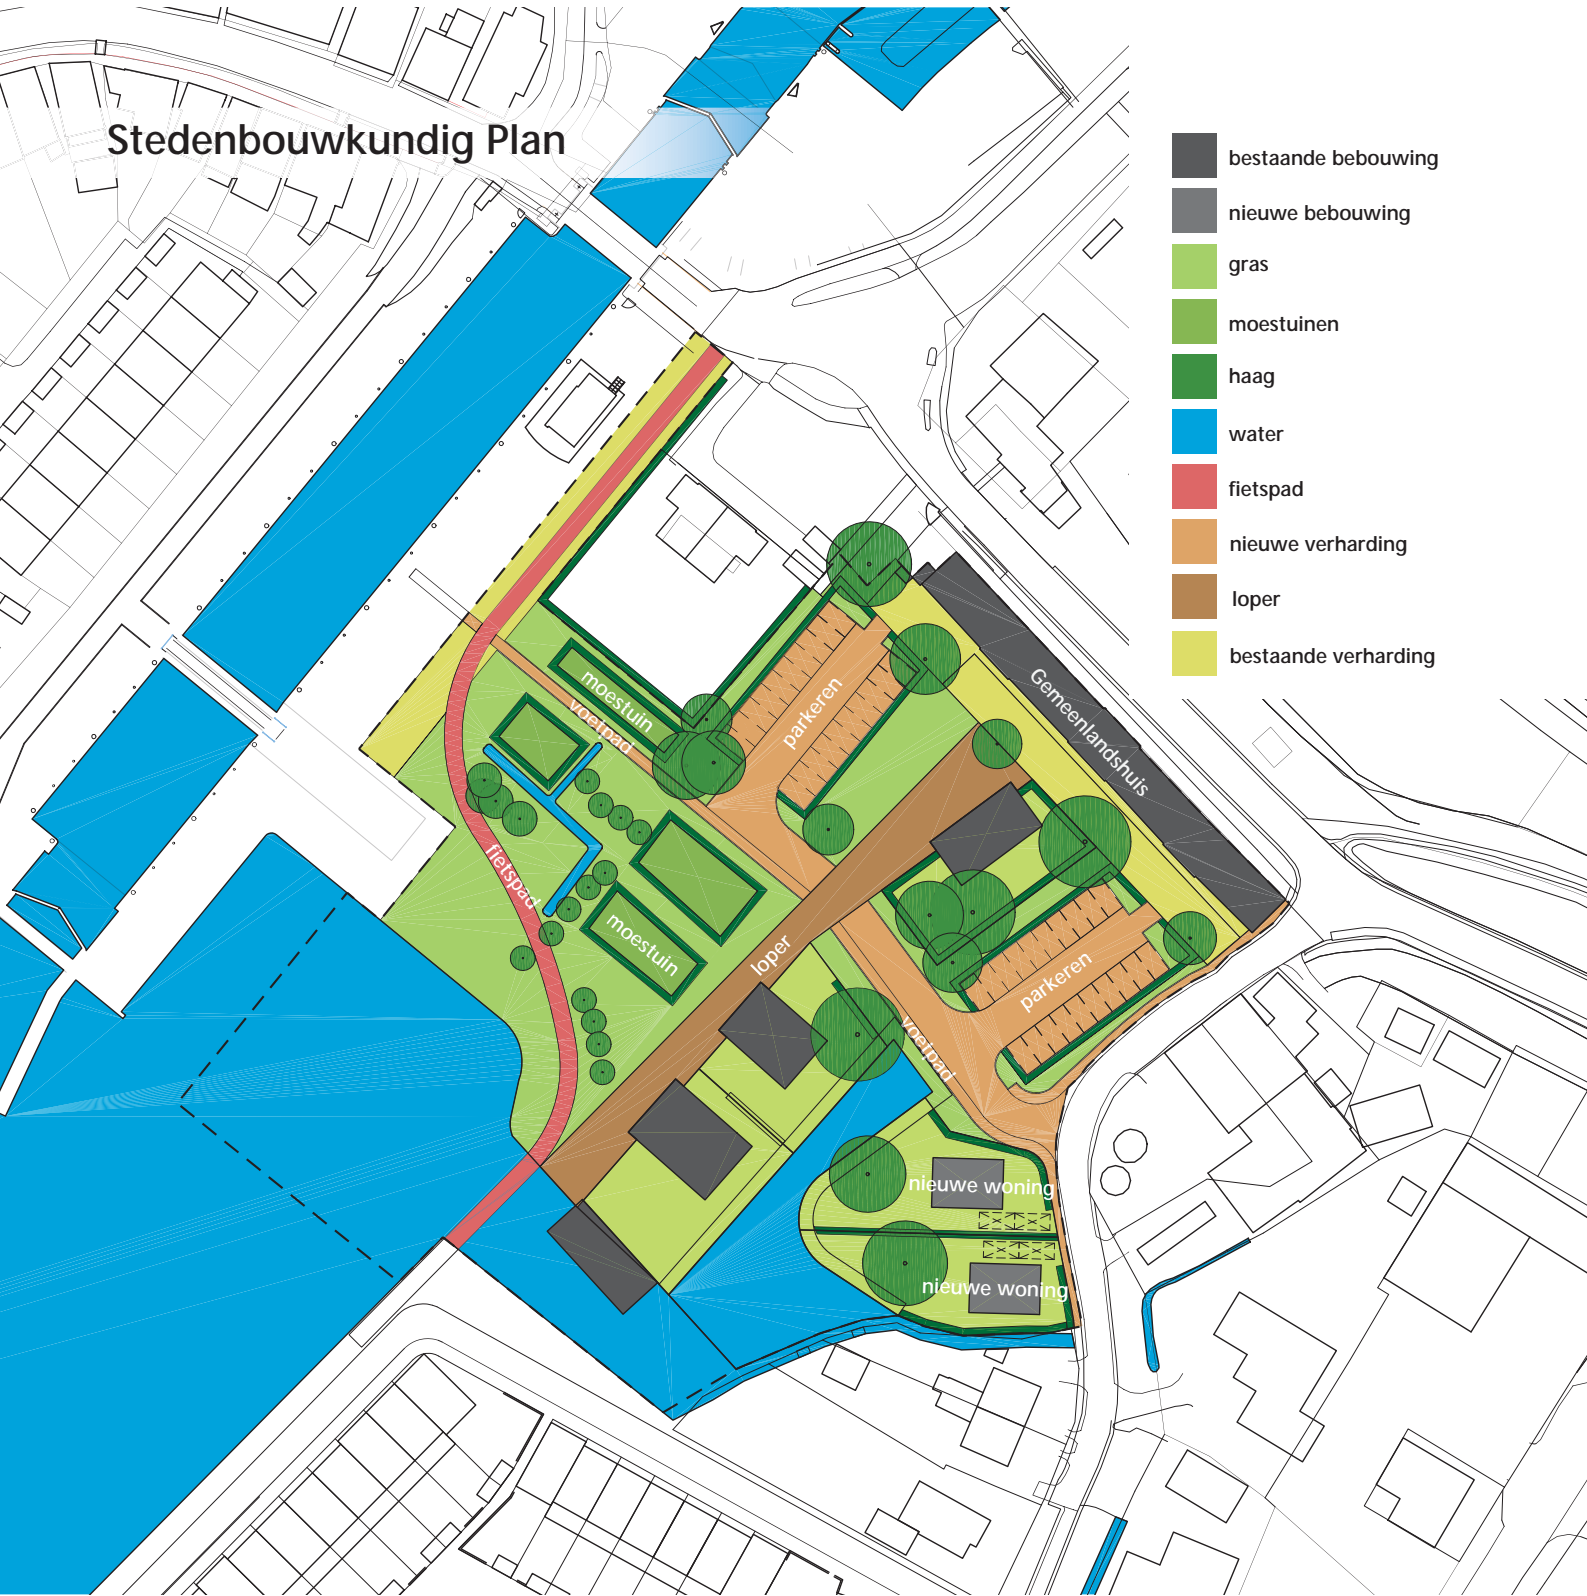 Stedenbouwkundig Plan
bestaande bebouwing
nieuwe bebouwing
gras
moestuinen
haag
water
fietspad
nieuwe verharding
loper
bestaande verharding
moestuin
voetpad
parkeren
Gemeenlandshuis
fietspad
moestuin
loper
parkeren
voetpad
nieuwe woning
nieuwe woning